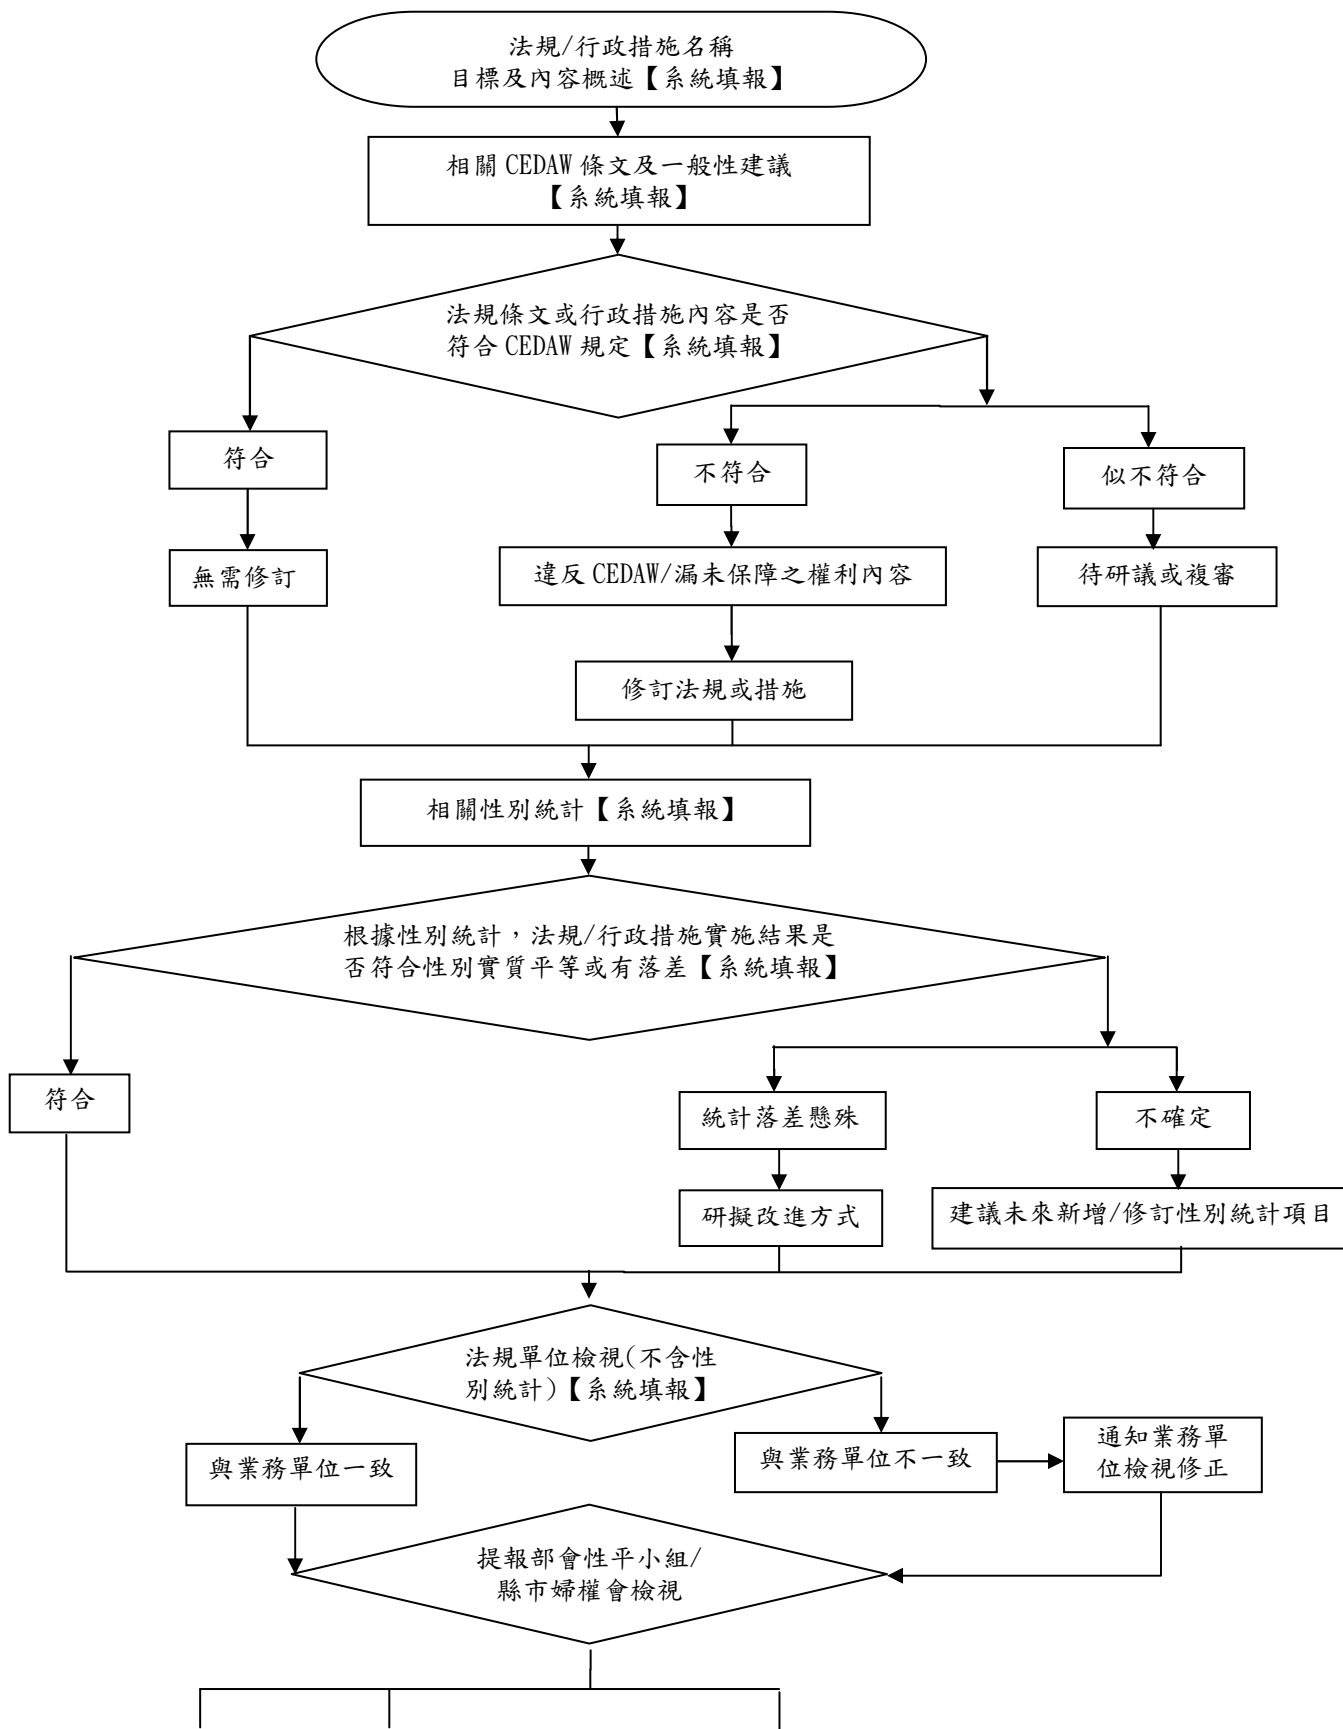 法規/行政措施名稱
目標及內容概述【系統填報】
相關 CEDAW 條文及一般性建議
【系統填報】
法規條文或行政措施內容是否
符合 CEDAW 規定【系統填報】
符合
不符合
似不符合
無需修訂
違反 CEDAW/漏未保障之權利內容
待研議或複審
修訂法規或措施
相關性別統計【系統填報】
根據性別統計，法規/行政措施實施結果是
否符合性別實質平等或有落差【系統填報】
符合
統計落差懸殊
不確定
研擬改進方式
建議未來新增/修訂性別統計項目
法規單位檢視(不含性
別統計)【系統填報】
與業務單位一致
與業務單位不一致
通知業務單
位檢視修正
提報部會性平小組/
縣市婦權會檢視